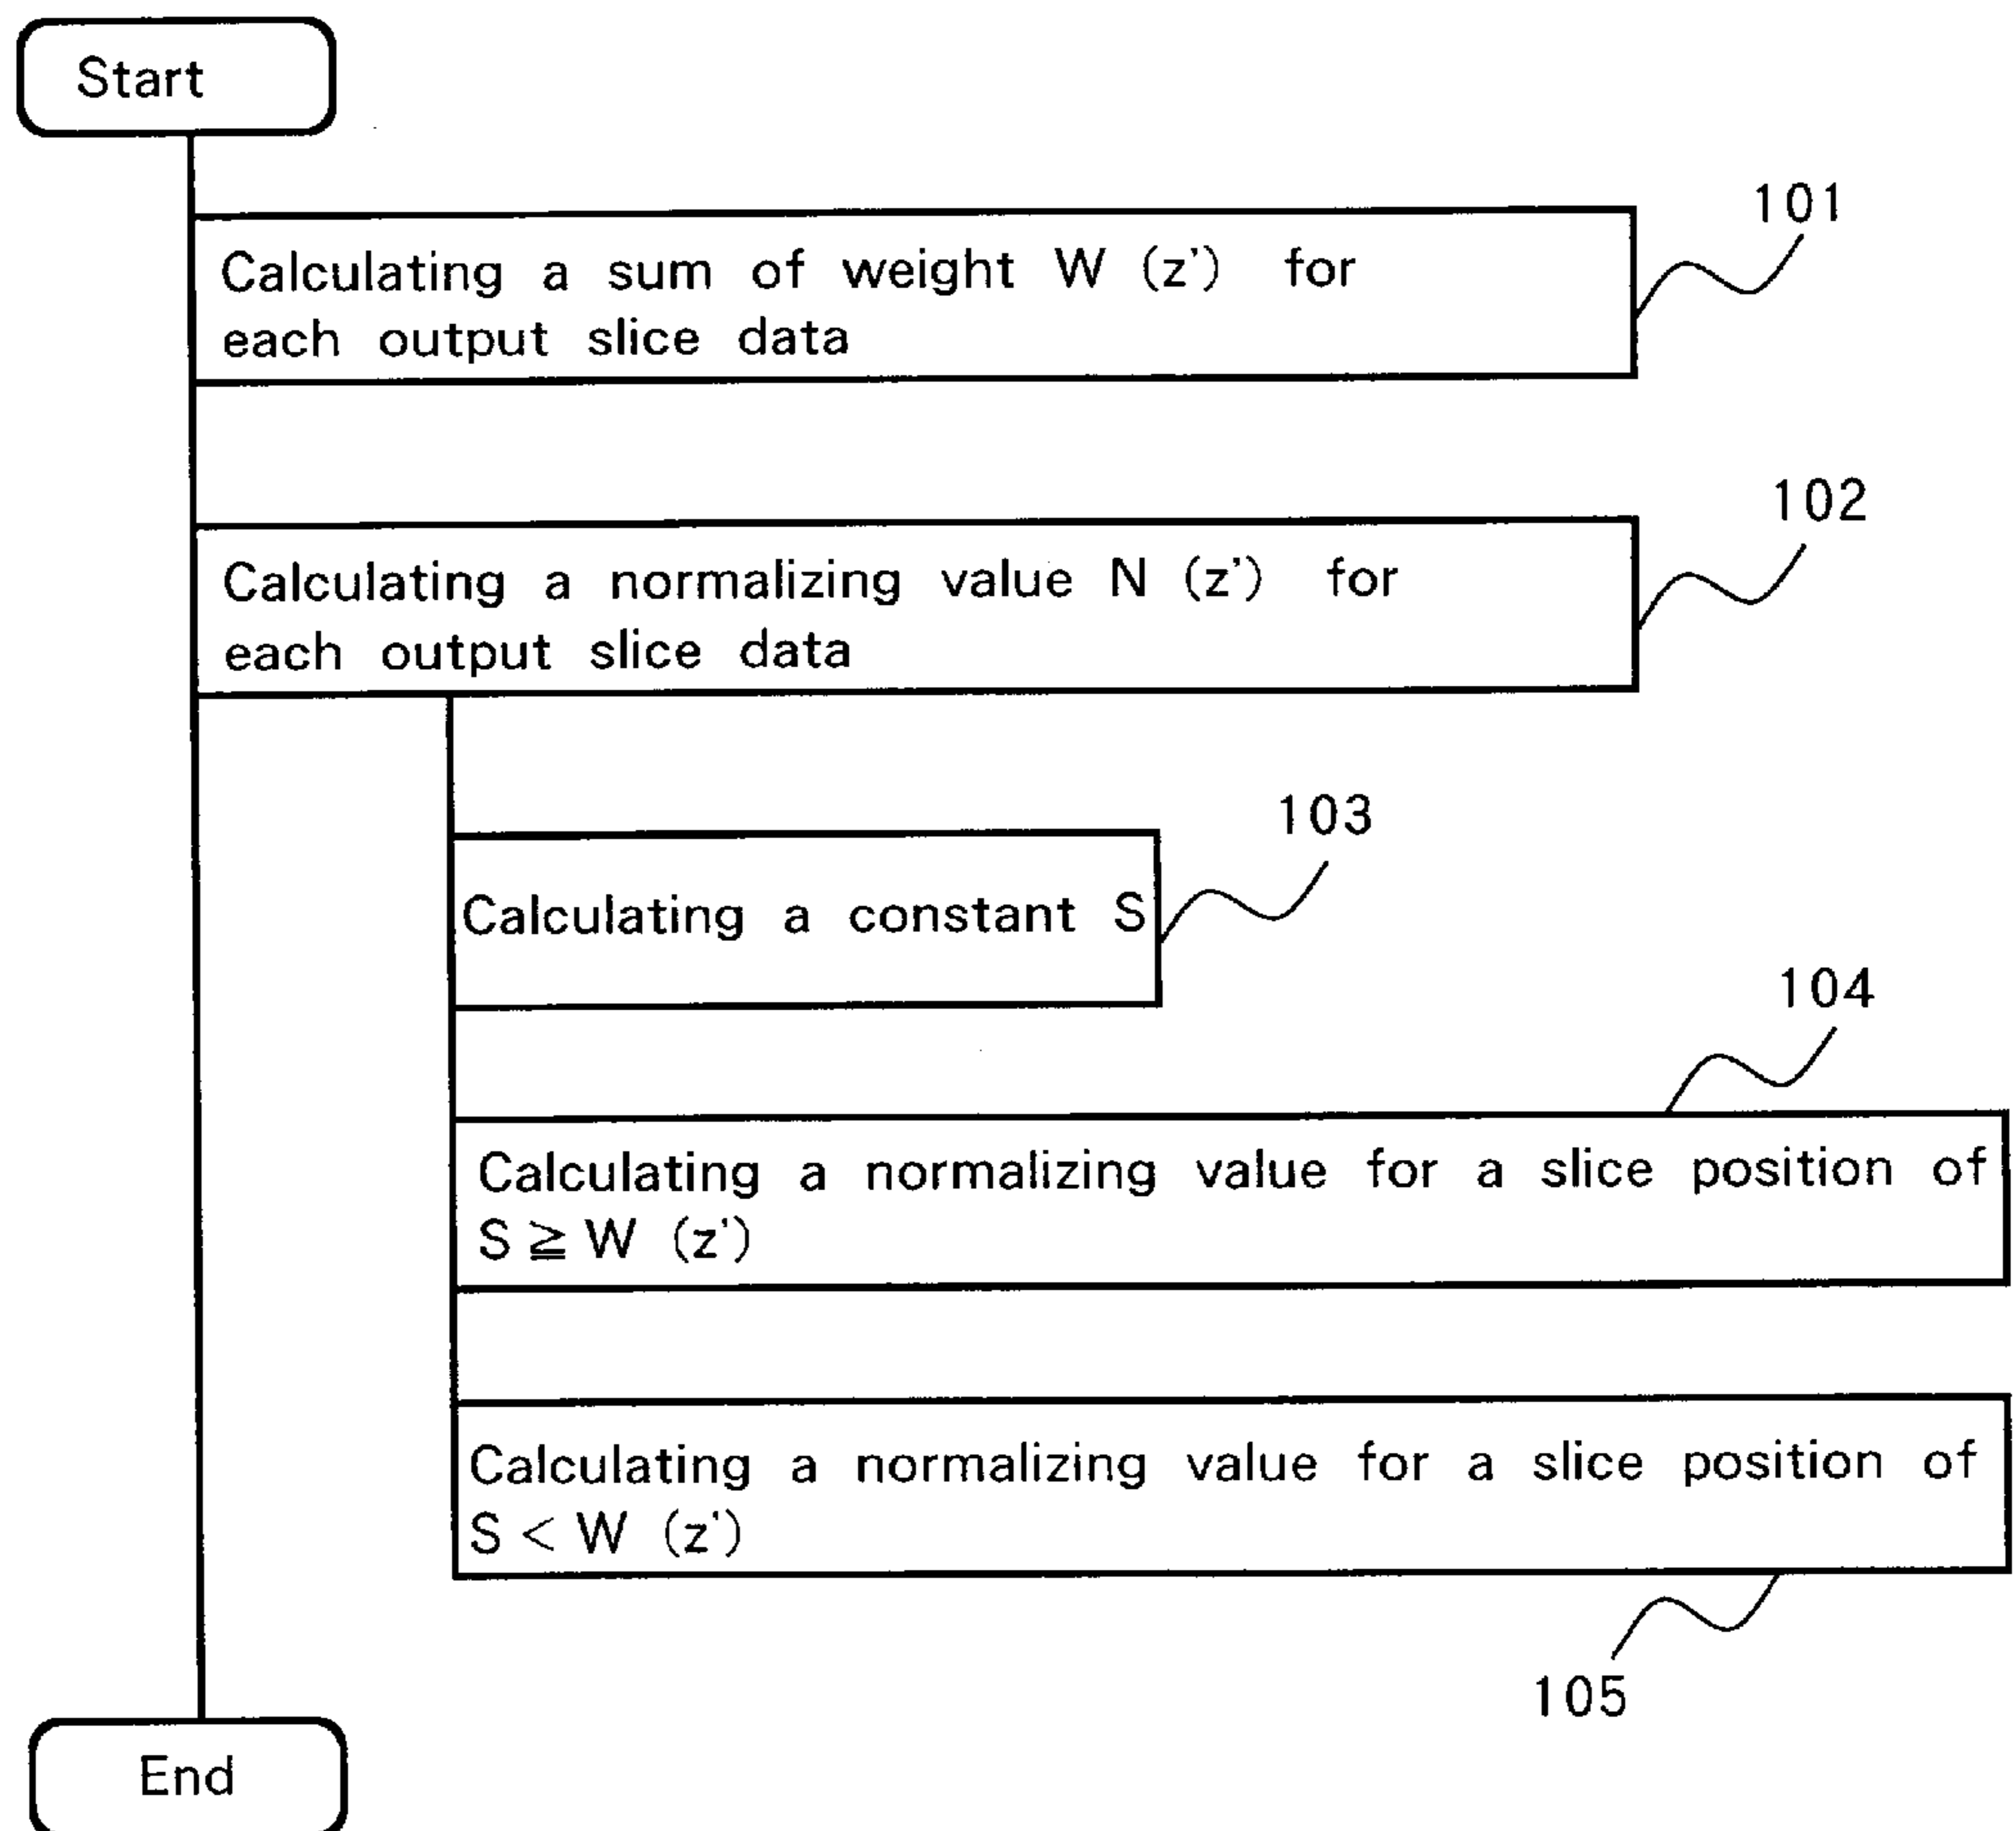 Start
101
Calculating a sum of weight W (z') for
each output slice data
102
Calculating a normalizing value N (z') for
each output slice data
103
Calculating a constant S
104
Calculating a normalizing value for a slice position of
S ≧ W (z')
Calculating a normalizing value for a slice position of
S < W (z')
105
End